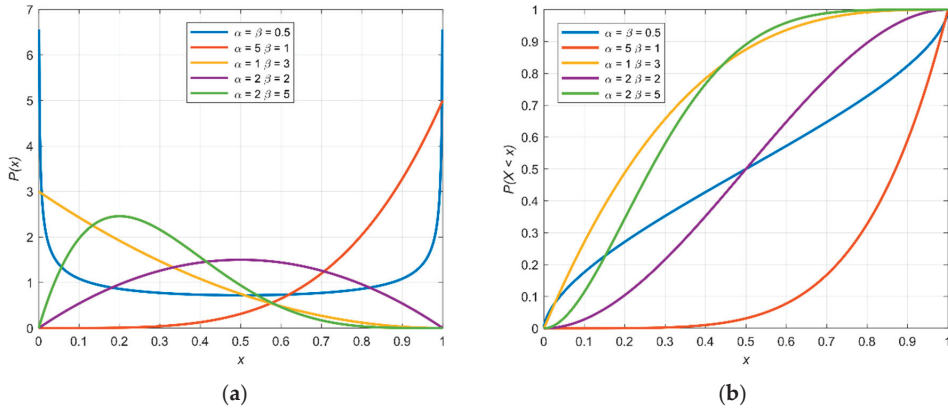 7
6
5
4
3
2
1
0
P(x)
α = β = 0.5
α = 5 β = 1
α = 1 β = 3
α = 2 β = 2
α = 2 β = 5
0 0.1 0.2 0.3 0.4 0.5 0.6 0.7 0.8 0.9 1
x
(a)
1
0.9
0.8
0.7
0.6
0.5
0.4
0.3
0.2
0.1
0
P(X < x)
α = β = 0.5
α = 5 β = 1
α = 1 β = 3
α = 2 β = 2
α = 2 β = 5
0 0.1 0.2 0.3 0.4 0.5 0.6 0.7 0.8 0.9 1
x
(b)